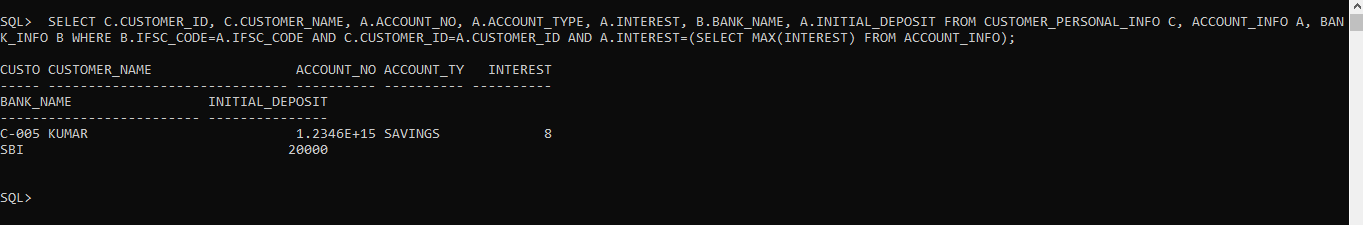 SQL>  SELECT C.CUSTOMER_ID, C.CUSTOMER_NAME, A.ACCOUNT_NO, A.ACCOUNT_TYPE, A.INTEREST, B.BANK_NAME, A.INITIAL_DEPOSIT FROM CUSTOMER_PERSONAL_INFO C, ACCOUNT_INFO A, BAN
K_INFO B WHERE B.IFSC_CODE=A.IFSC_CODE AND C.CUSTOMER_ID=A.CUSTOMER_ID AND A.INTEREST=(SELECT MAX(INTEREST) FROM ACCOUNT_INFO);
CUSTO CUSTOMER_NAME                  ACCOUNT_NO ACCOUNT_TY   INTEREST
----- ------------------------------ ---------- ---------- ----------
BANK_NAME                 INITIAL_DEPOSIT
------------------------- ---------------
C-005 KUMAR                          1.2346E+15 SAVINGS             8
SBI                                 20000
SQL>